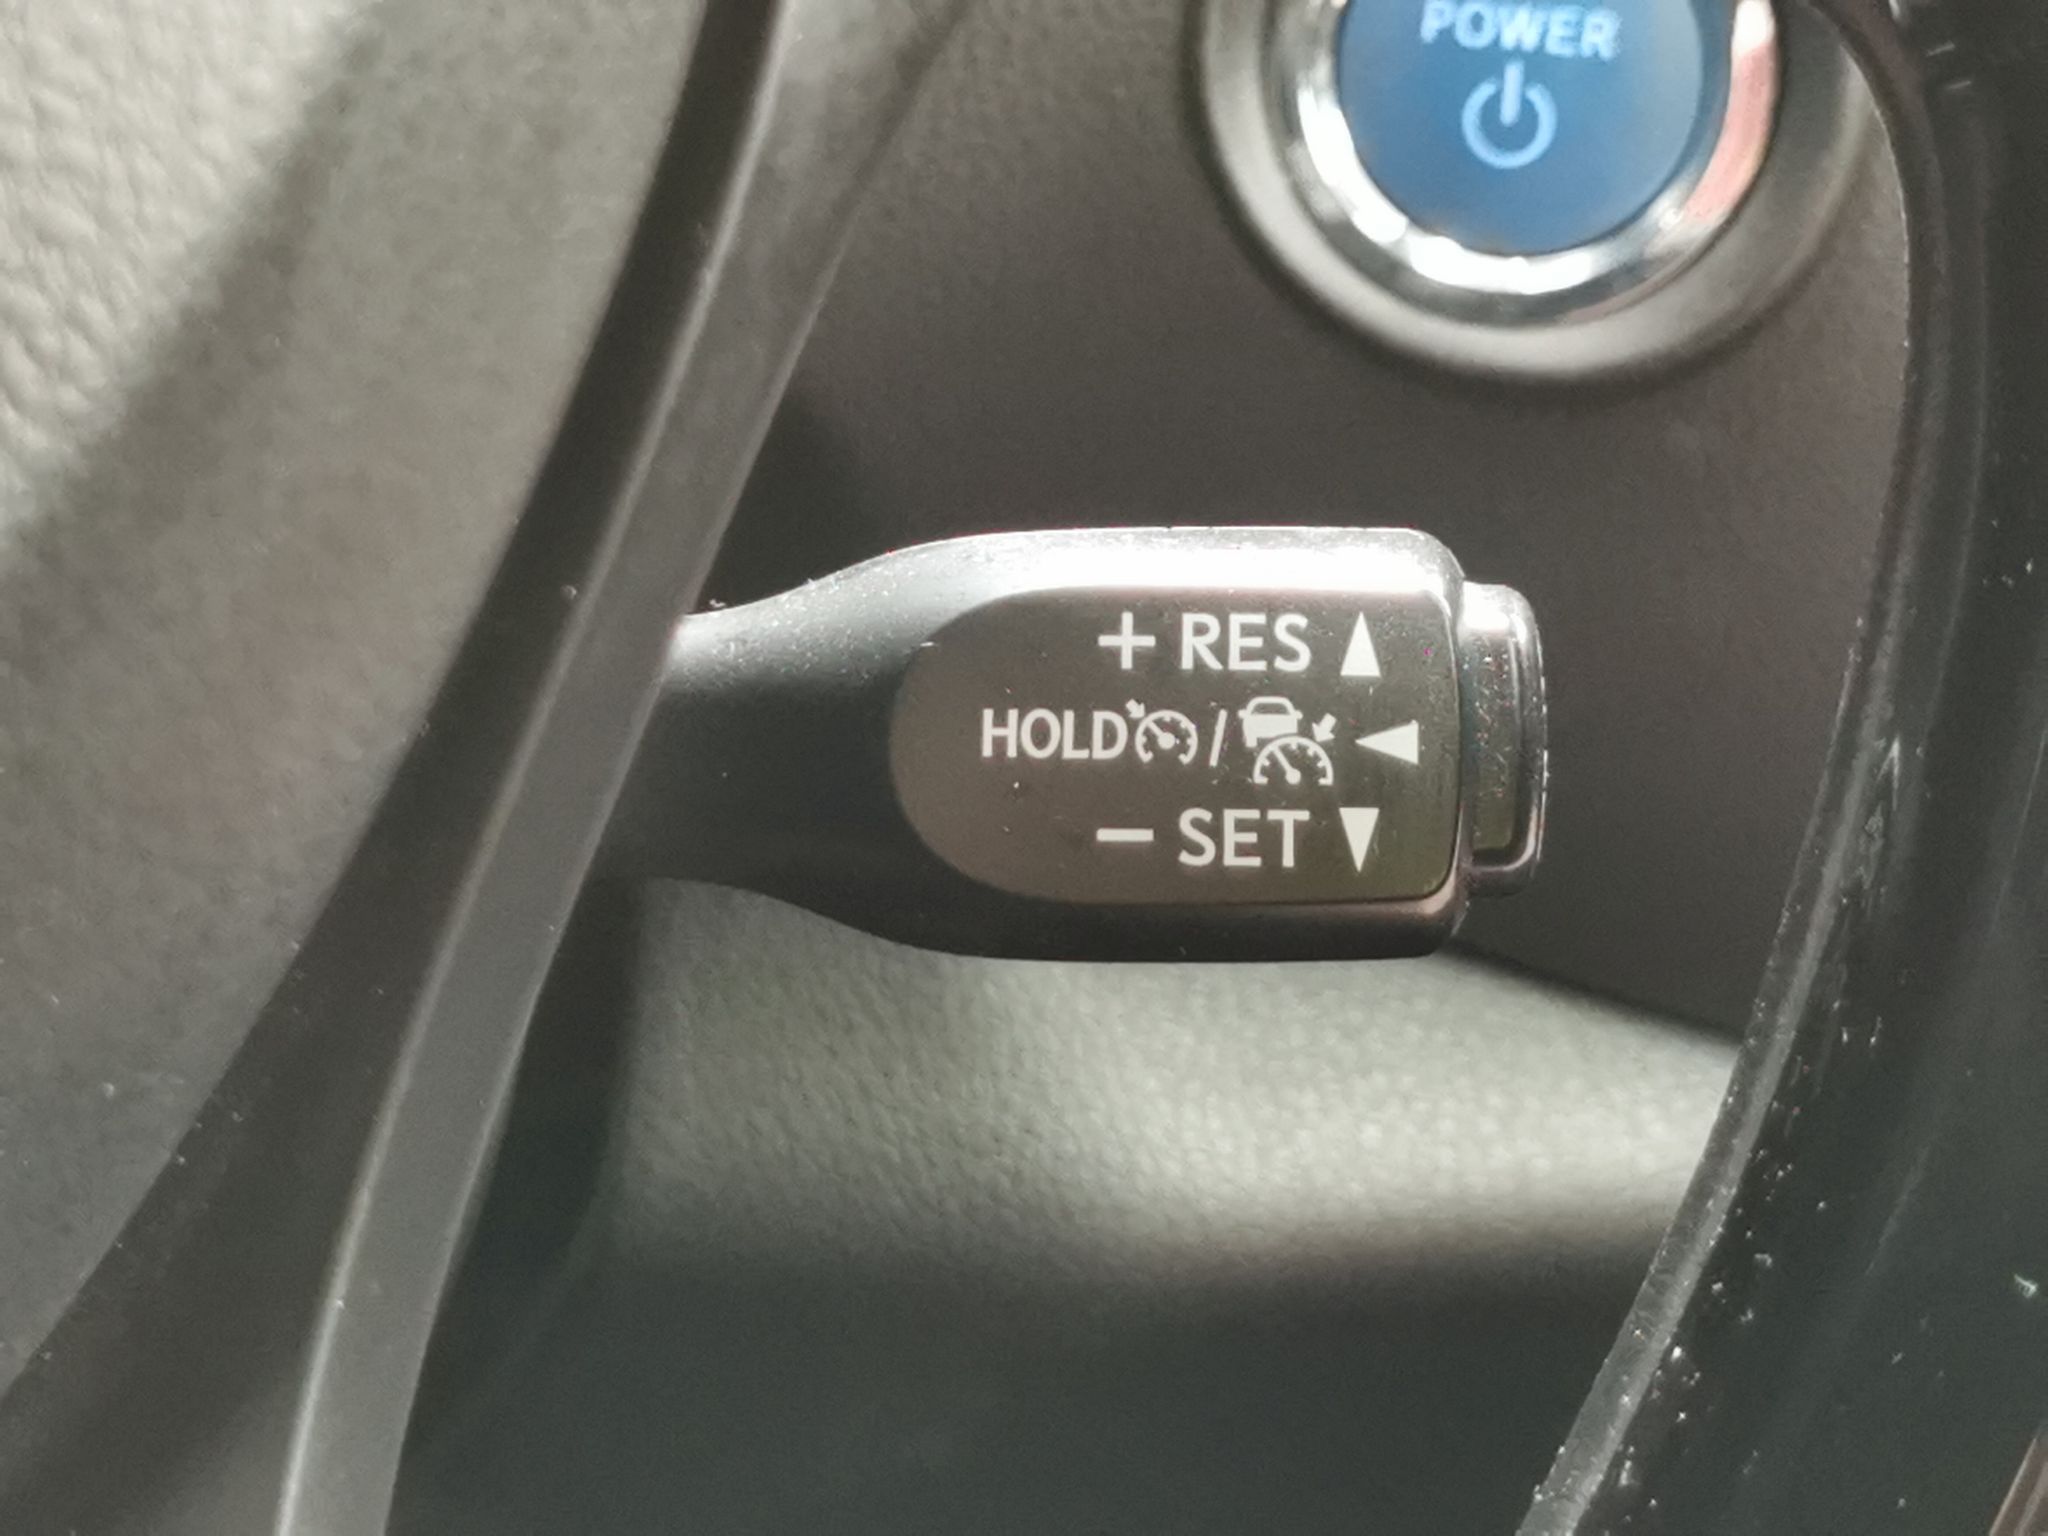 POWER
+ RES ▲
HOLD / ◀
− SET ▼